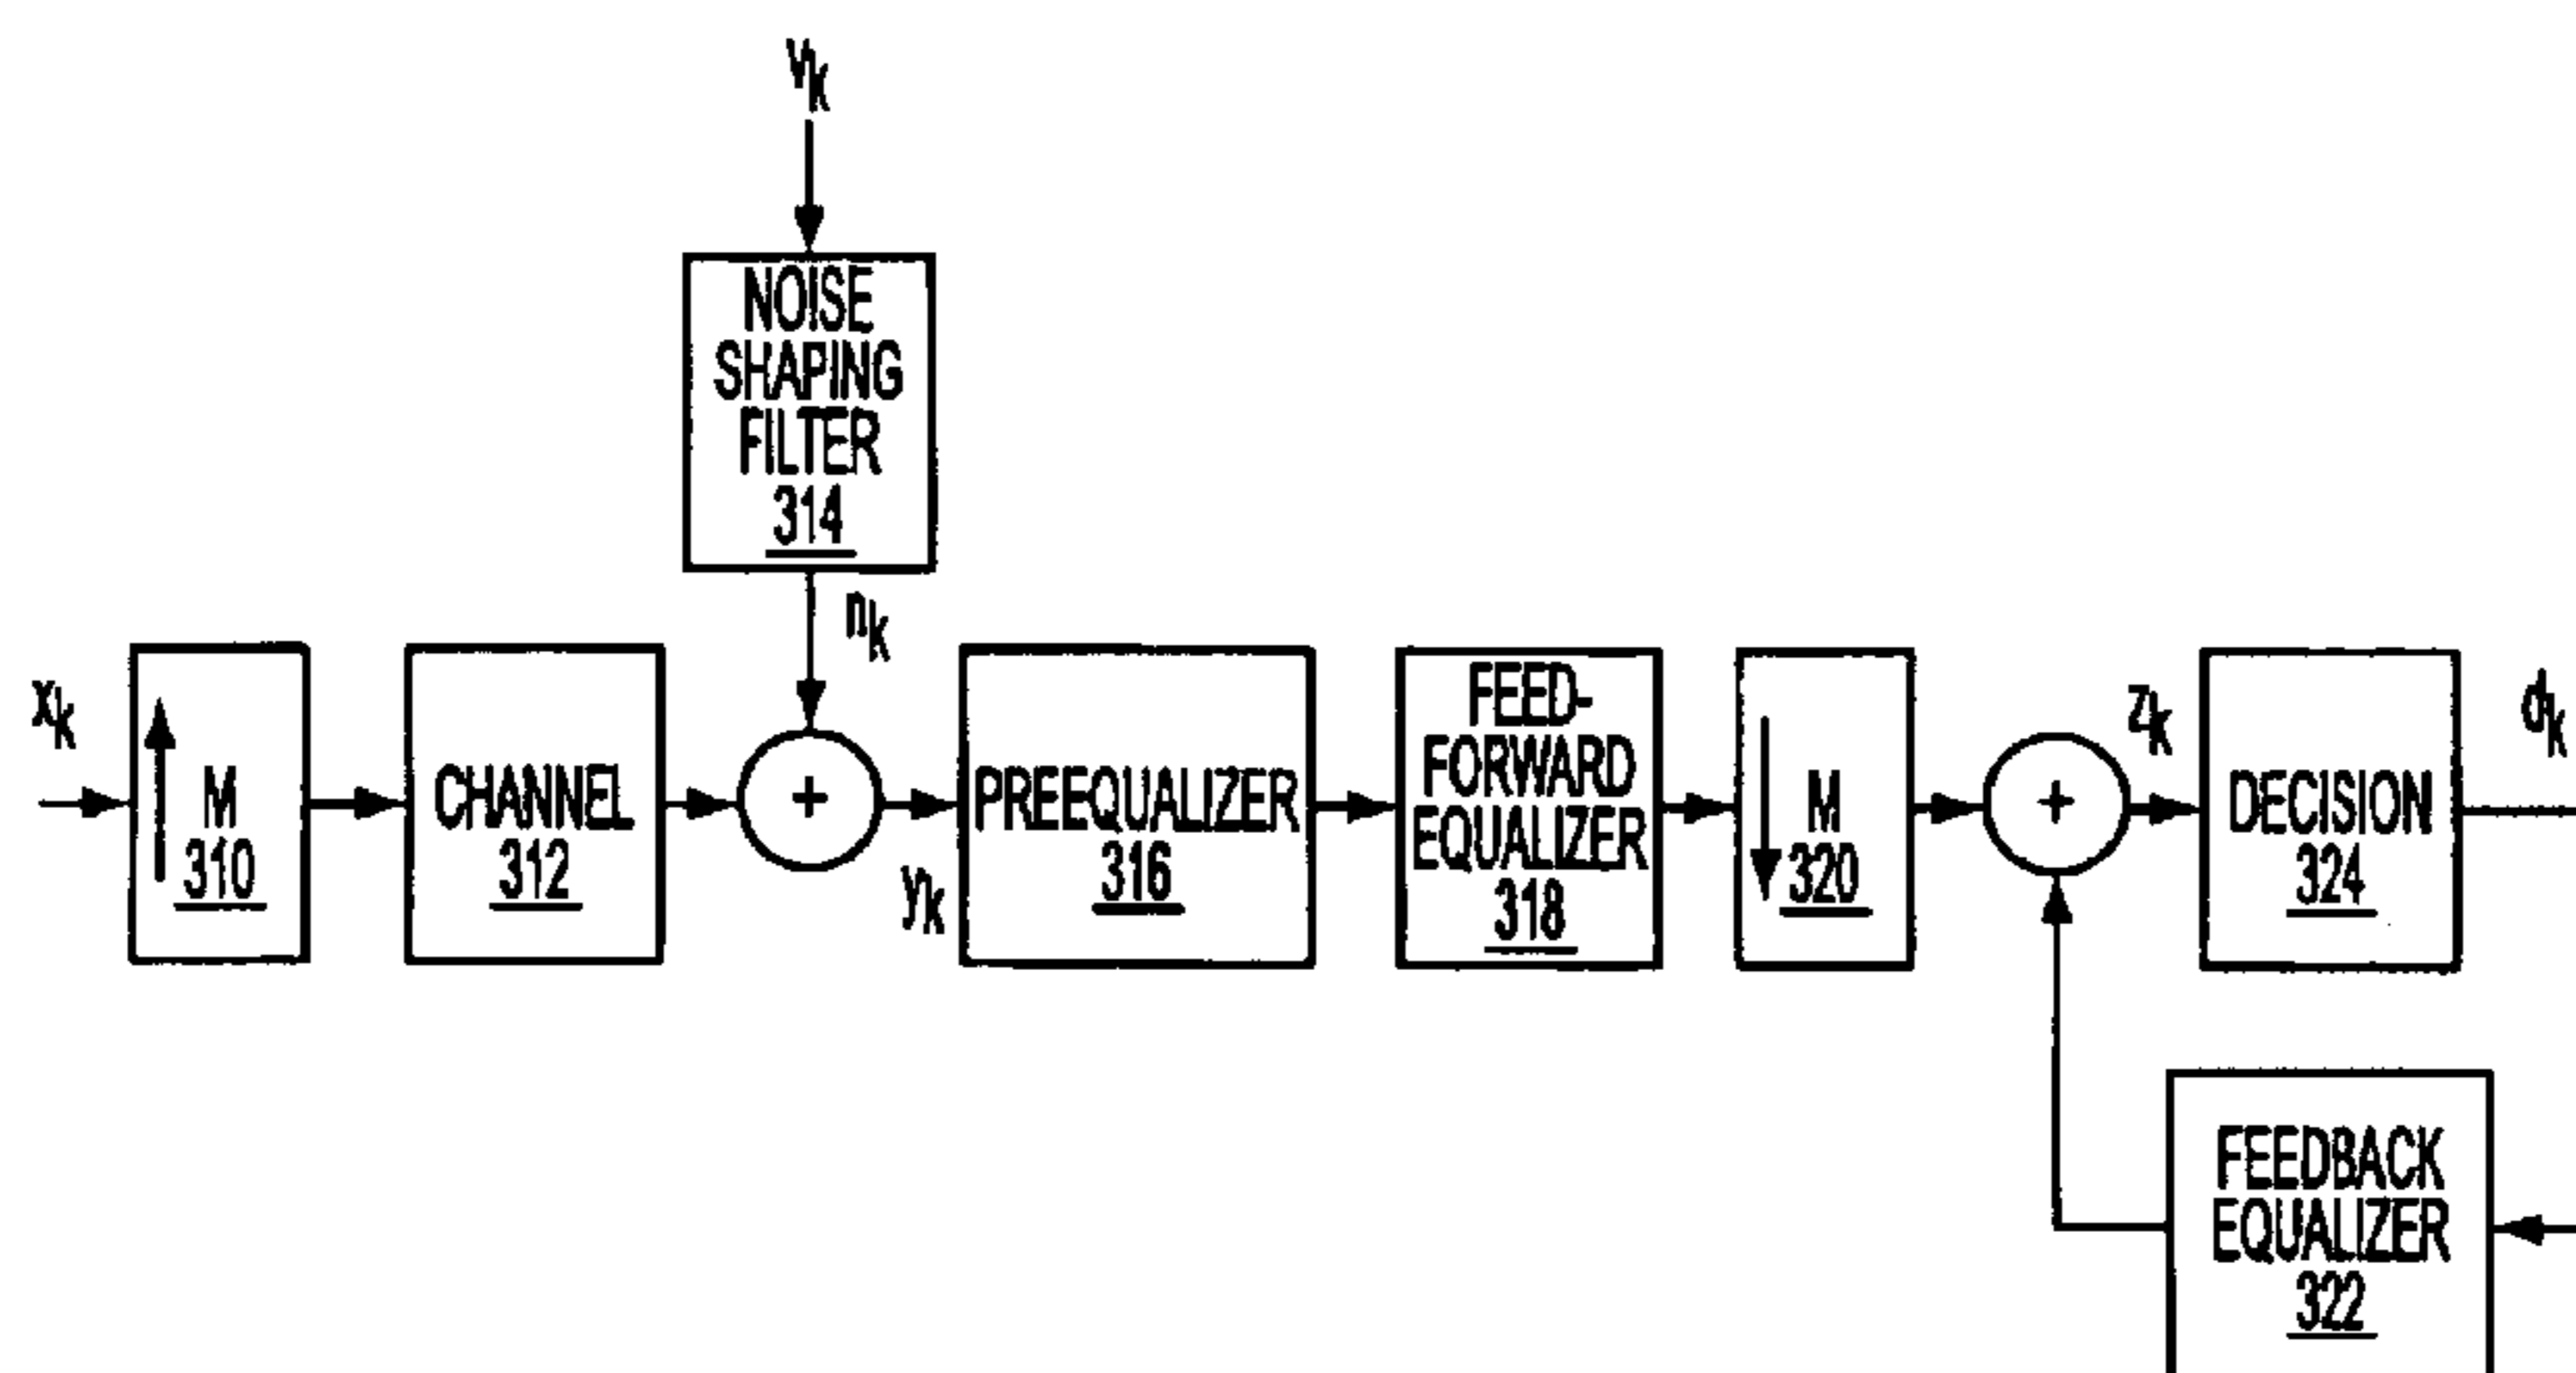 vk
NOISE
SHAPING
FILTER
314
nk
xk
M
310
CHANNEL
312
+
yk
PREEQUALIZER
316
FEED-
FORWARD
EQUALIZER
318
M
320
+
zk
DECISION
324
dk
FEEDBACK
EQUALIZER
322